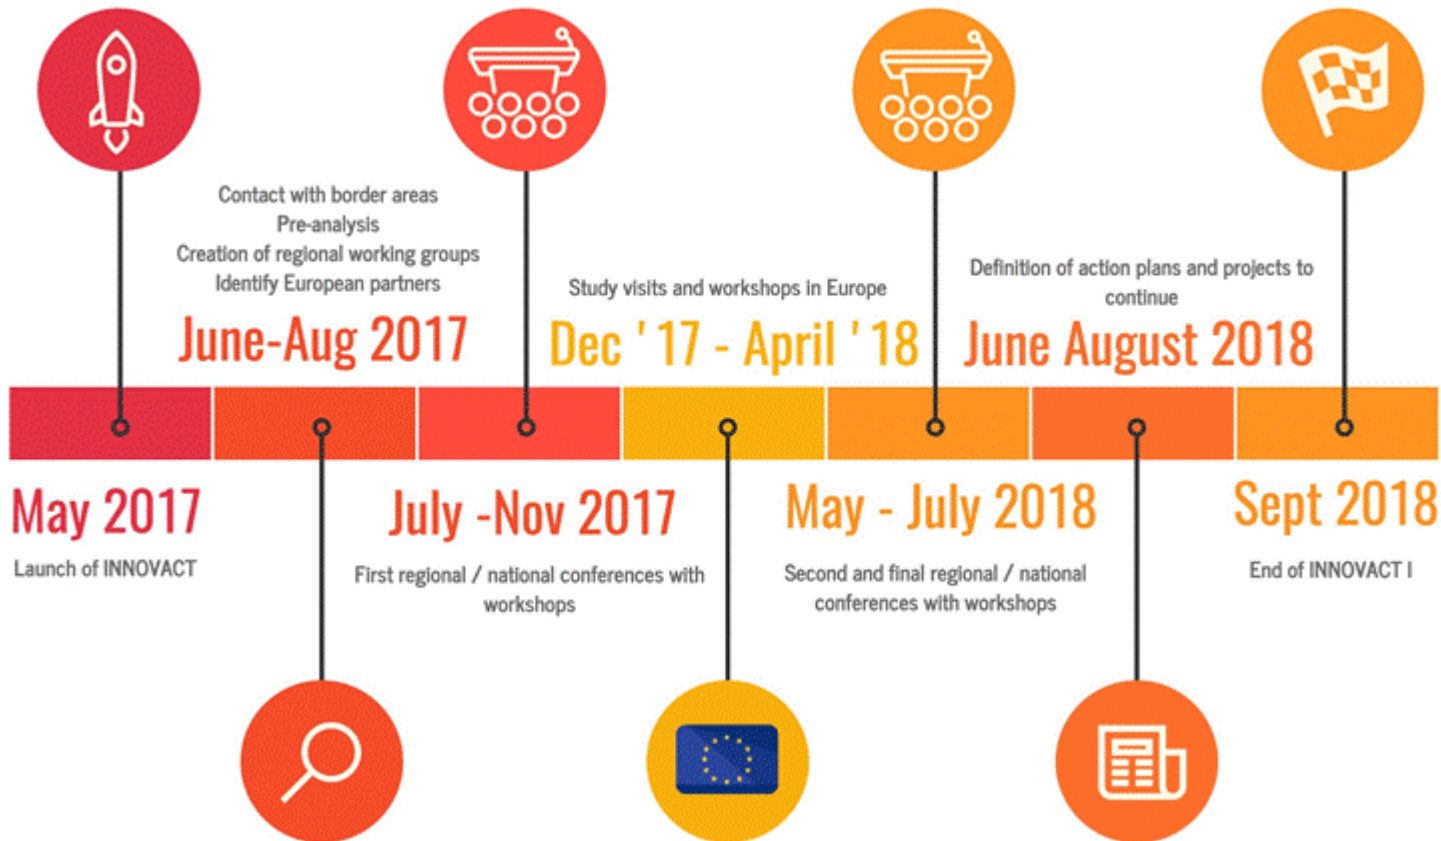 May 2017
Launch of INNOVACT
Contact with border areas
Pre-analysis
Creation of regional working groups
Identify European partners
June-Aug 2017
July -Nov 2017
First regional / national conferences with
workshops
Study visits and workshops in Europe
Dec '17 - April '18
May - July 2018
Second and final regional / national
conferences with workshops
Definition of action plans and projects to
continue
June August 2018
Sept 2018
End of INNOVACT I